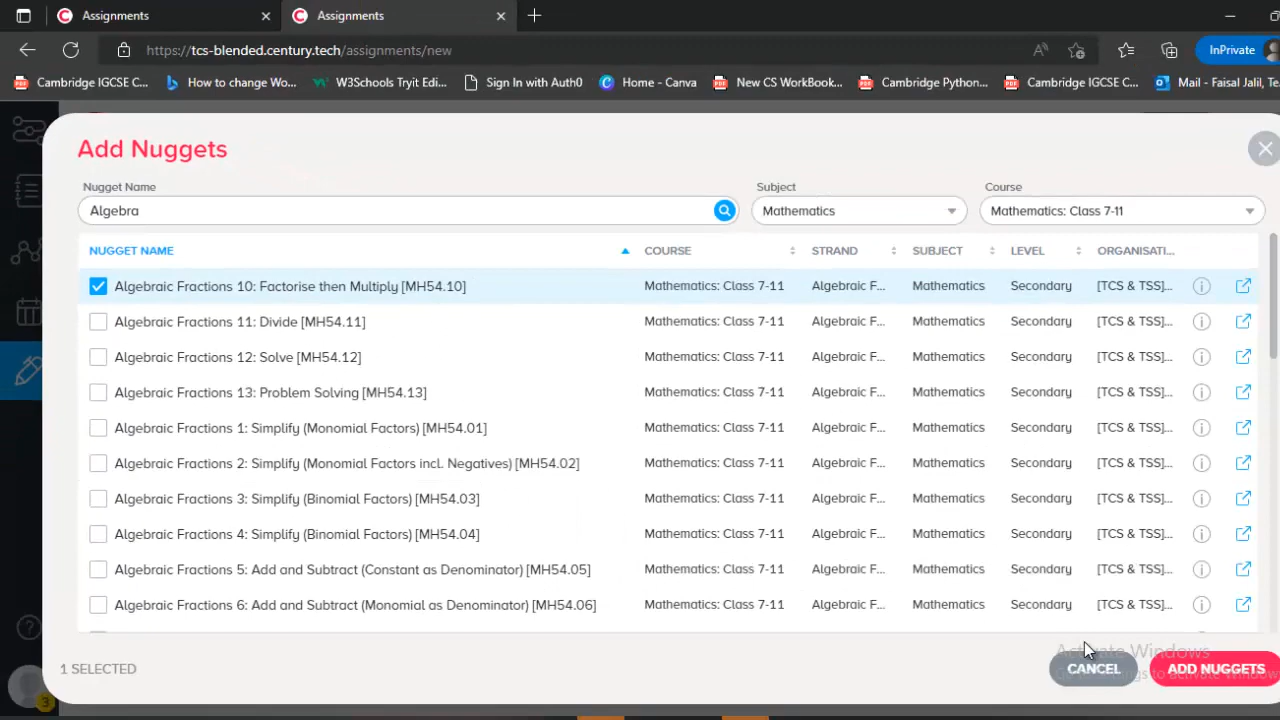 Assignments
Assignments
https://tcs-blended.century.tech/assignments/new
InPrivate
Cambridge IGCSE C...
How to change Wo...
W3Schools Tryit Edi...
Sign In with Auth0
Home - Canva
New CS WorkBook...
Cambridge Python...
Cambridge IGCSE C...
Mail - Faisal Jalil, Te
Add Nuggets
Nugget Name
Subject
Course
Algebra
Mathematics
Mathematics: Class 7-11
NUGGET NAME COURSE STRAND SUBJECT LEVEL ORGANISATI...
Algebraic Fractions 10: Factorise then Multiply [MH54.10] Mathematics: Class 7-11 Algebraic F... Mathematics Secondary [TCS & TSS]...
Algebraic Fractions 11: Divide [MH54.11] Mathematics: Class 7-11 Algebraic F... Mathematics Secondary [TCS & TSS]...
Algebraic Fractions 12: Solve [MH54.12] Mathematics: Class 7-11 Algebraic F... Mathematics Secondary [TCS & TSS]...
Algebraic Fractions 13: Problem Solving [MH54.13] Mathematics: Class 7-11 Algebraic F... Mathematics Secondary [TCS & TSS]...
Algebraic Fractions 1: Simplify (Monomial Factors) [MH54.01] Mathematics: Class 7-11 Algebraic F... Mathematics Secondary [TCS & TSS]...
Algebraic Fractions 2: Simplify (Monomial Factors incl. Negatives) [MH54.02] Mathematics: Class 7-11 Algebraic F... Mathematics Secondary [TCS & TSS]...
Algebraic Fractions 3: Simplify (Binomial Factors) [MH54.03] Mathematics: Class 7-11 Algebraic F... Mathematics Secondary [TCS & TSS]...
Algebraic Fractions 4: Simplify (Binomial Factors) [MH54.04] Mathematics: Class 7-11 Algebraic F... Mathematics Secondary [TCS & TSS]...
Algebraic Fractions 5: Add and Subtract (Constant as Denominator) [MH54.05] Mathematics: Class 7-11 Algebraic F... Mathematics Secondary [TCS & TSS]...
Algebraic Fractions 6: Add and Subtract (Monomial as Denominator) [MH54.06] Mathematics: Class 7-11 Algebraic F... Mathematics Secondary [TCS & TSS]...
Activate Windows
1 SELECTED
CANCEL
ADD NUGGETS
3